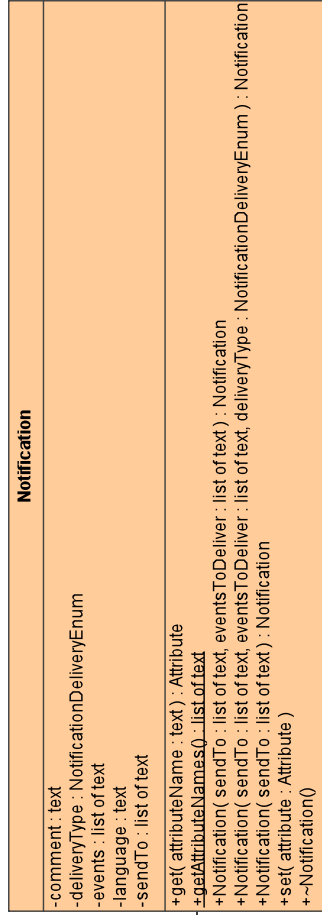 Notification
-comment : text
-deliveryType : NotificationDeliveryEnum
-events : list of text
-language : text
-sendTo : list of text
+get( attributeName : text ) : Attribute
+getAttributeNames() : list of text
+Notification( sendTo : list of text, eventsToDeliver : list of text ) : Notification
+Notification( sendTo : list of text, eventsToDeliver : list of text, deliveryType : NotificationDeliveryEnum ) : Notification
+Notification( sendTo : list of text ) : Notification
+set( attribute : Attribute )
+~Notification()